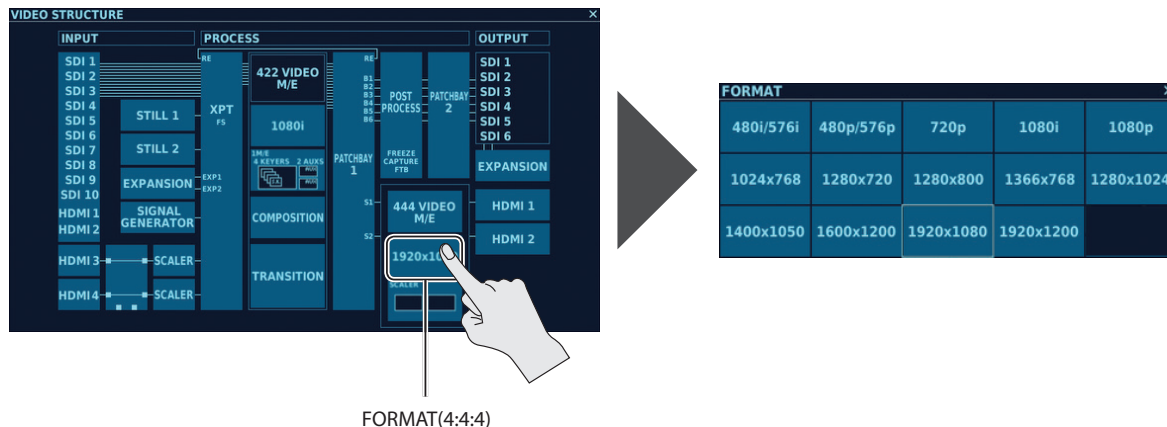 VIDEO STRUCTURE ×
INPUT
PROCESS
OUTPUT
SDI 1
SDI 2
SDI 3
SDI 4
SDI 5
SDI 6
SDI 7
SDI 8
SDI 9
SDI 10
HDMI 1
HDMI 2
HDMI 3
HDMI 4
STILL 1
STILL 2
EXPANSION
SIGNAL
GENERATOR
SCALER
SCALER
RE
XPT
FS
EXP1
EXP2
422 VIDEO
M/E
1080i
1M/E
4 KEYERS 2 AUXS
AUX
AUX
COMPOSITION
TRANSITION
RE
B1
B2
B3
B4
B5
B6
PATCHBAY
1
S1
S2
POST
PROCESS
FREEZE
CAPTURE
FTB
PATCHBAY
2
444 VIDEO
M/E
SCALER
SDI 1
SDI 2
SDI 3
SDI 4
SDI 5
SDI 6
EXPANSION
HDMI 1
HDMI 2
FORMAT(4:4:4)
FORMAT
480i/576i 480p/576p 720p 1080i 1080p
1024x768 1280x720 1280x800 1366x768 1280x1024
1400x1050 1600x1200 1920x1080 1920x1200